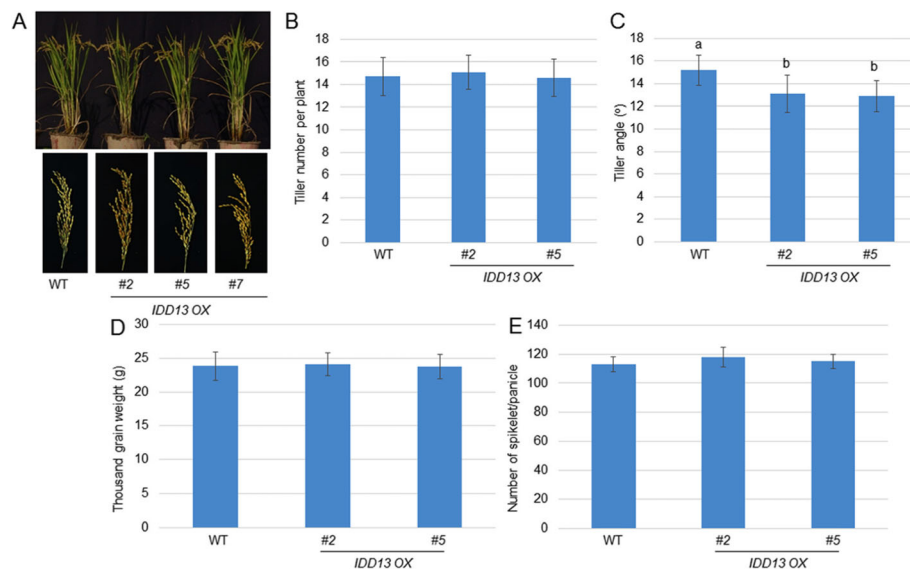 A
WT #2 #5 #7
IDD13 OX
B
Tiller number per plant
18
16
14
12
10
8
6
4
2
0
WT #2 #5
IDD13 OX
C
Tiller angle (º)
18
16
14
12
10
8
6
4
2
0
a b b
WT #2 #5
IDD13 OX
D
Thousand grain weight (g)
30
25
20
15
10
5
0
WT #2 #5
IDD13 OX
E
Number of spikelet/panicle
140
120
100
80
60
40
20
0
WT #2 #5
IDD13 OX